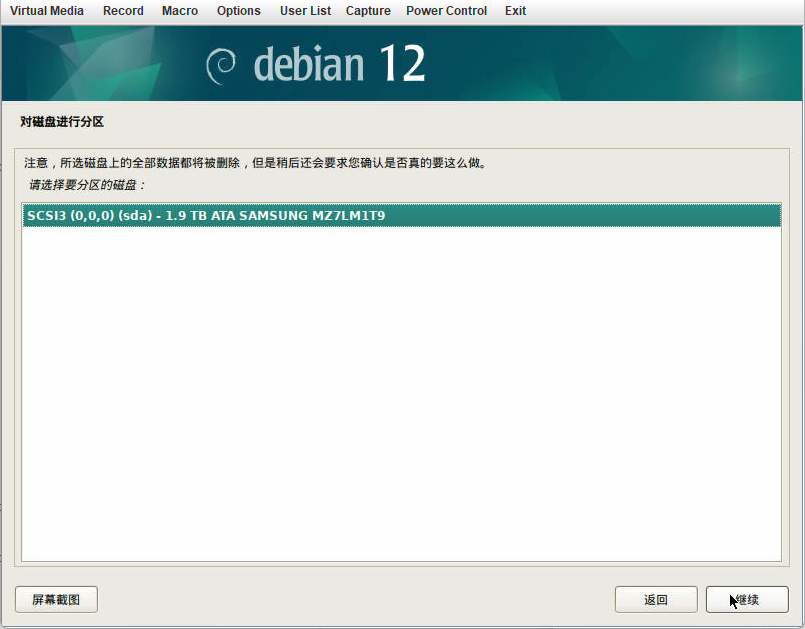 Virtual Media Record Macro Options User List Capture Power Control Exit
debian 12
对磁盘进行分区
注意，所选磁盘上的全部数据都将被删除，但是稍后还会要求您确认是否真的要这么做。
请选择要分区的磁盘：
SCSI3 (0,0,0) (sda) - 1.9 TB ATA SAMSUNG MZ7LM1T9
屏幕截图 返回 继续